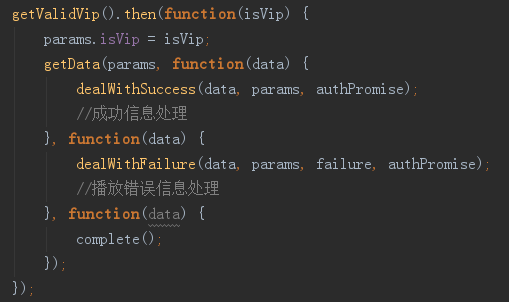 getValidVip().then(function(isVip) {
    params.isVip = isVip;
    getData(params, function(data) {
        dealWithSuccess(data, params, authPromise);
        //成功信息处理
    }, function(data) {
        dealWithFailure(data, params, failure, authPromise);
        //播放错误信息处理
    }, function(data) {
        complete();
    });
});